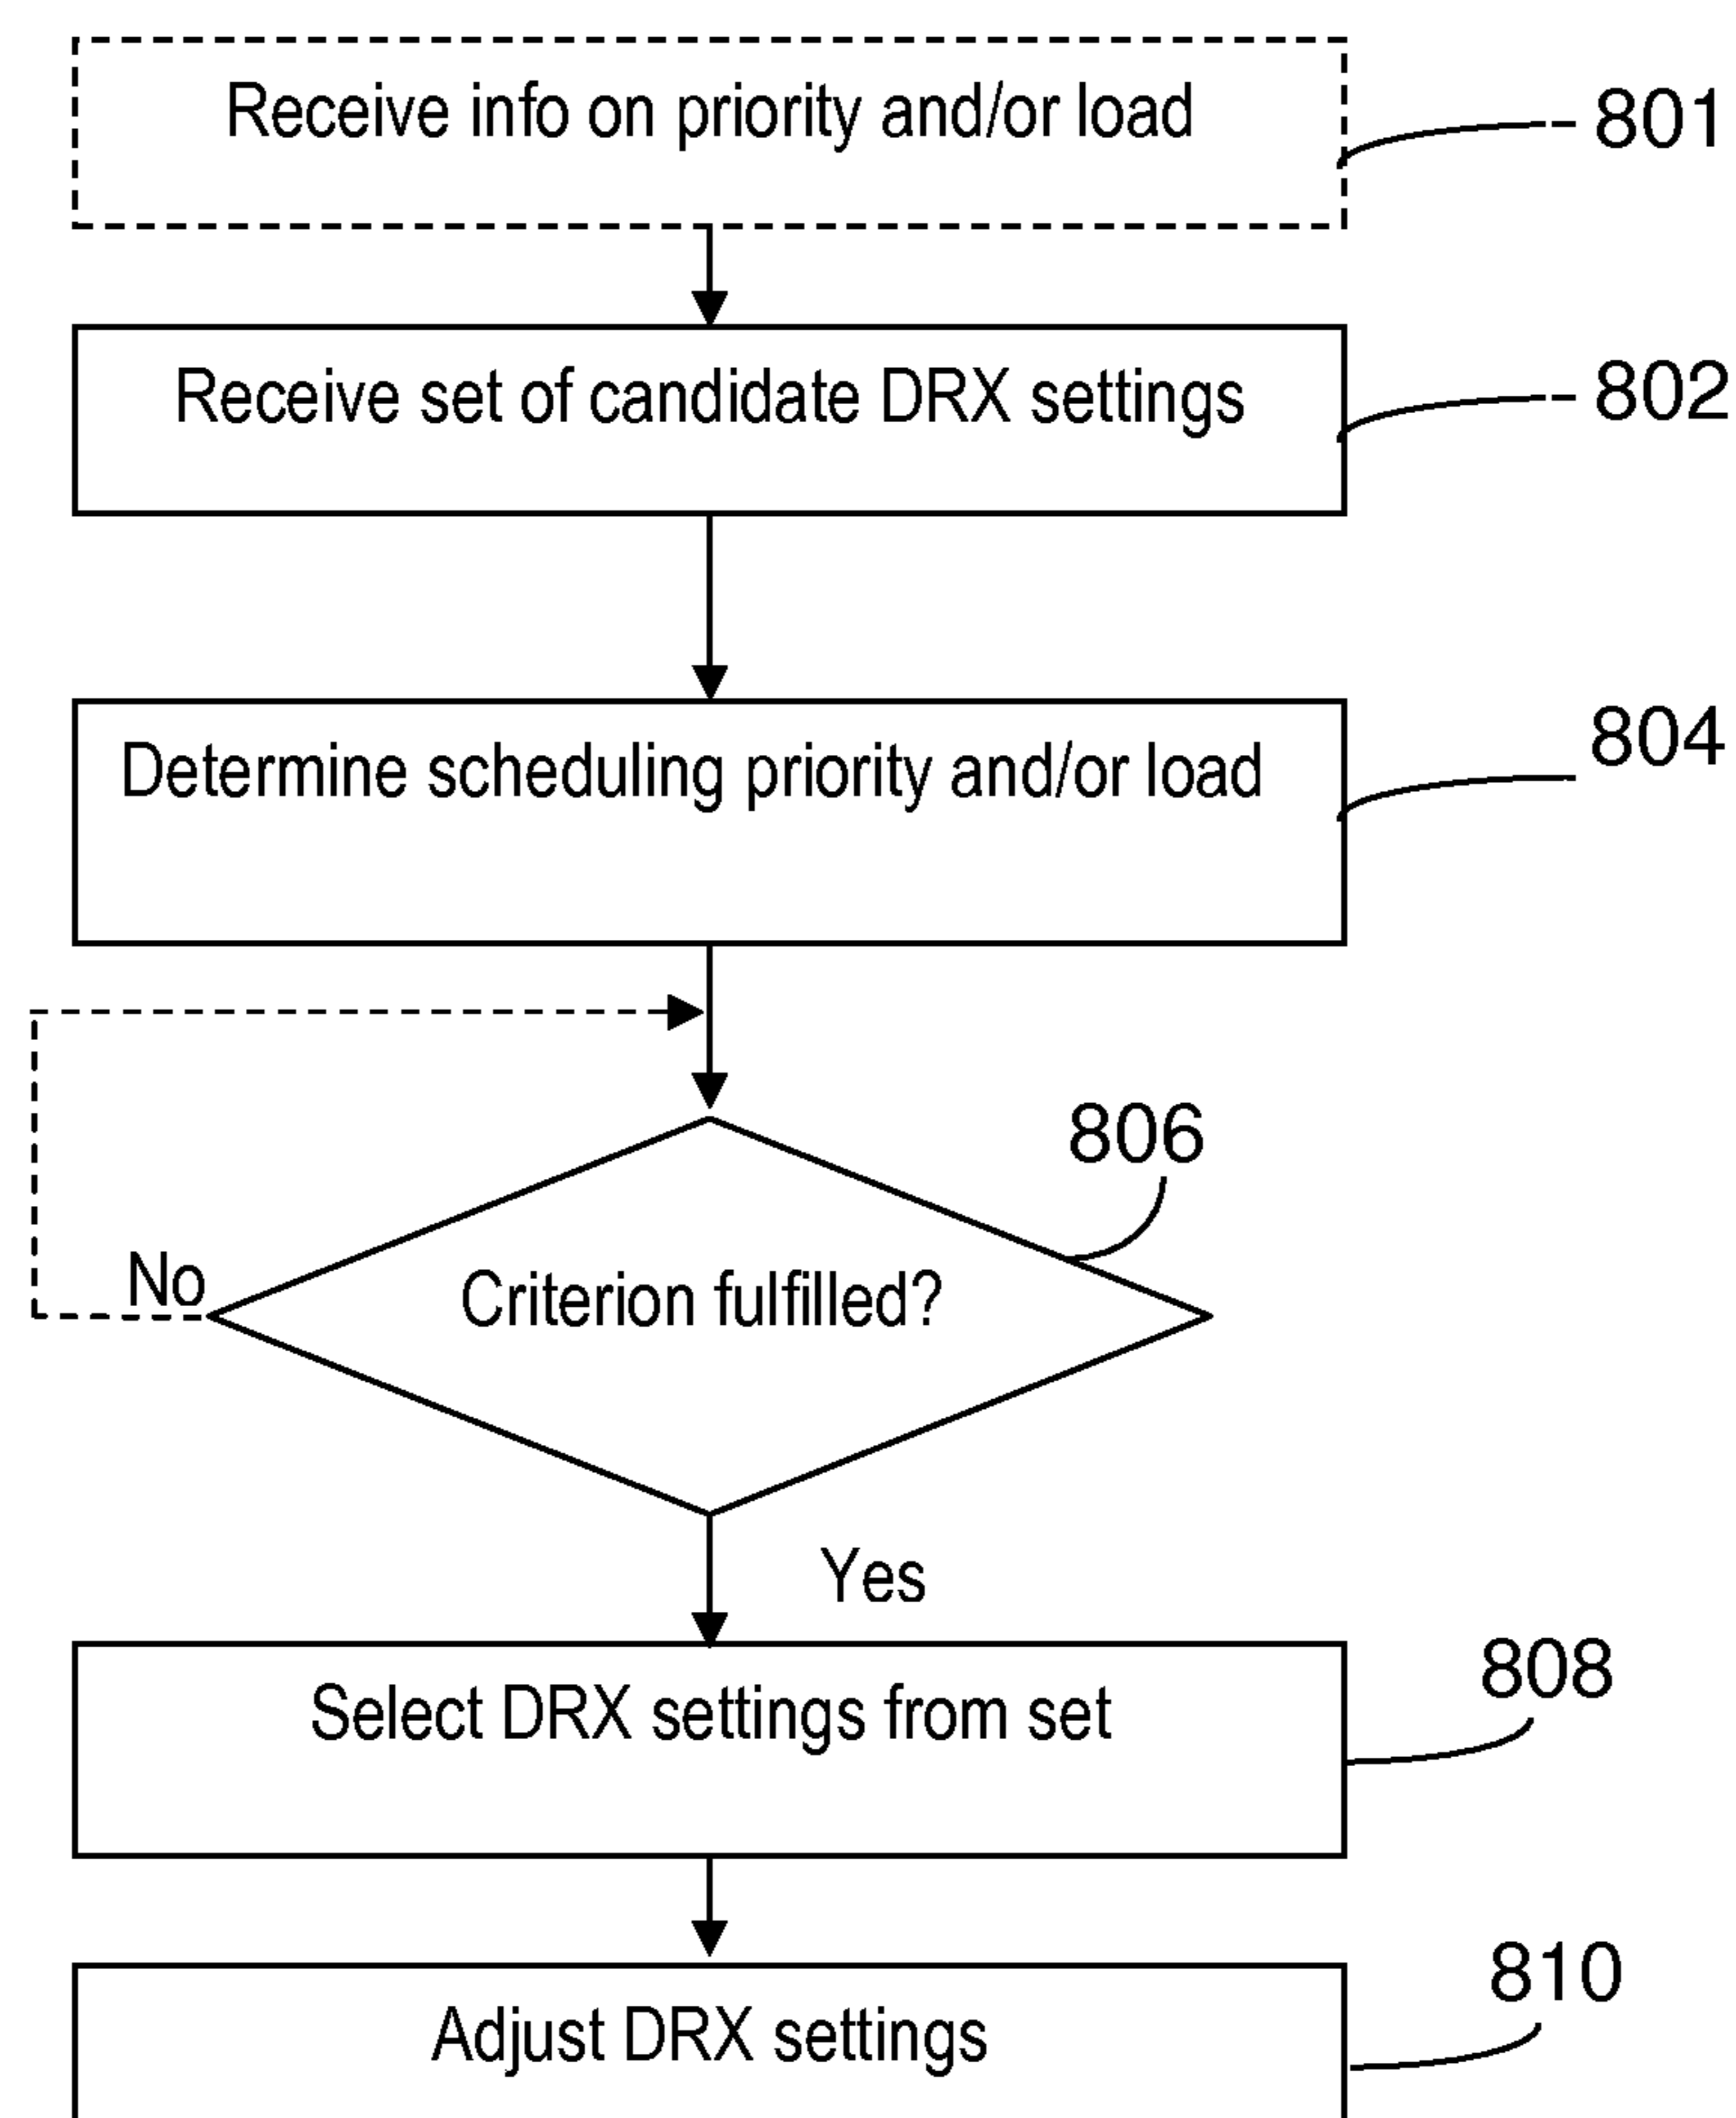 Receive info on priority and/or load
801
Receive set of candidate DRX settings
802
Determine scheduling priority and/or load
804
806
No
Criterion fulfilled?
Yes
Select DRX settings from set
808
Adjust DRX settings
810